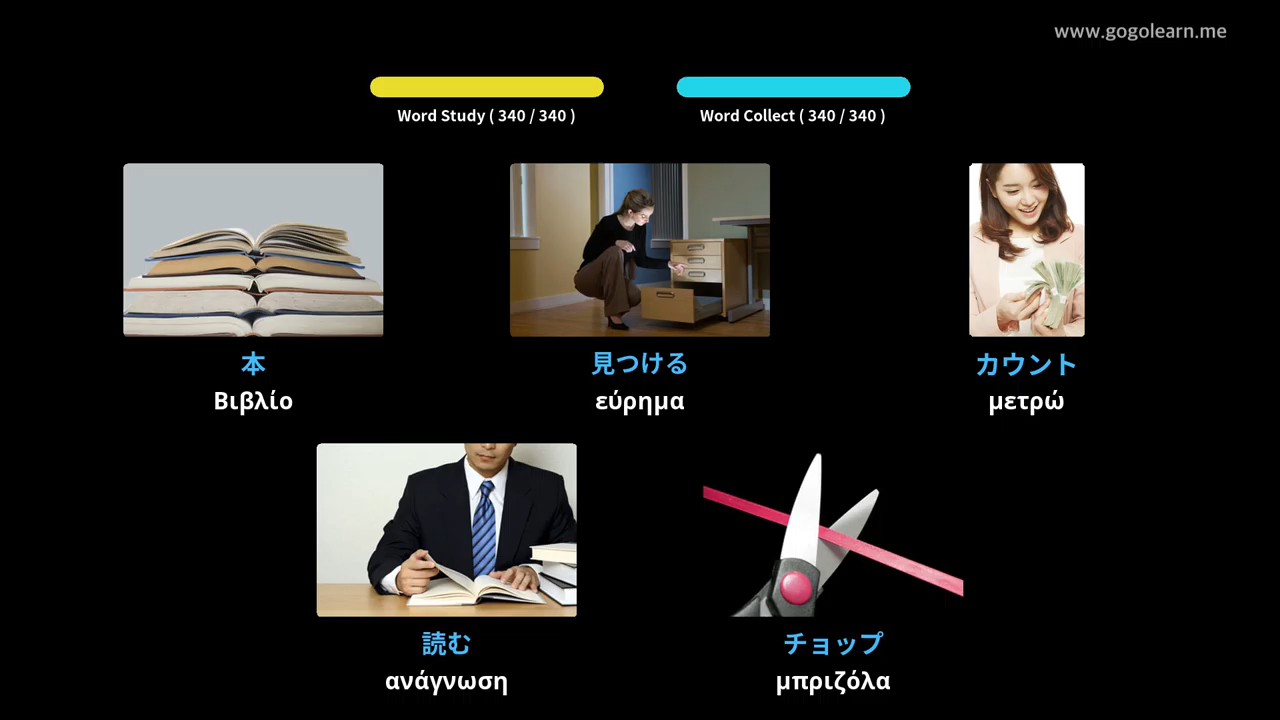 www.gogolearn.me
Word Study ( 340 / 340 )
Word Collect ( 340 / 340 )
本
Βιβλίο
見つける
εύρημα
カウント
μετρώ
読む
ανάγνωση
チョップ
μπριζόλα